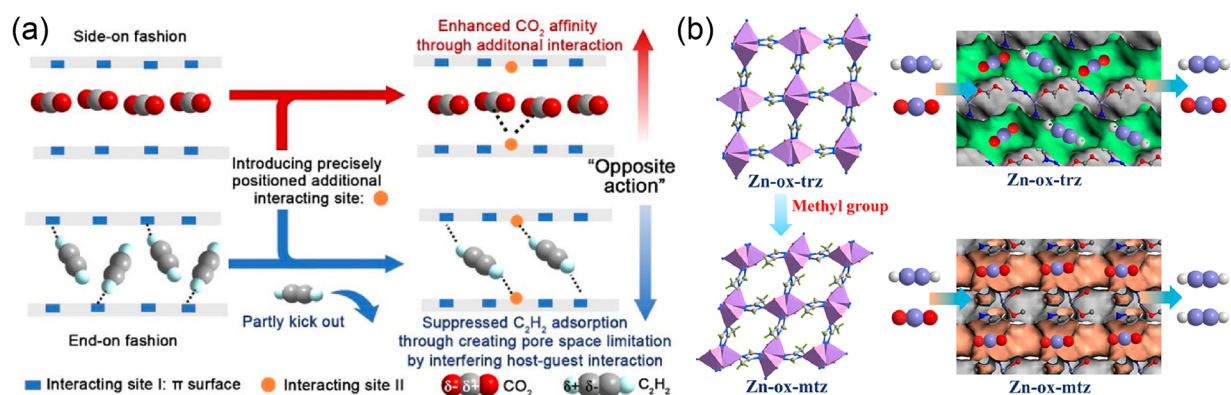 (a)
Side-on fashion
Enhanced CO₂ affinity
through additonal interaction
Introducing precisely
positioned additional
interacting site:
"Opposite
action"
Partly kick out
End-on fashion
Suppressed C₂H₂ adsorption
through creating pore space limitation
by interfering host-guest interaction
Interacting site I: π surface
Interacting site II
δ- δ+ CO₂
δ+ δ- C₂H₂
(b)
Zn-ox-trz
Zn-ox-trz
Methyl group
Zn-ox-mtz
Zn-ox-mtz